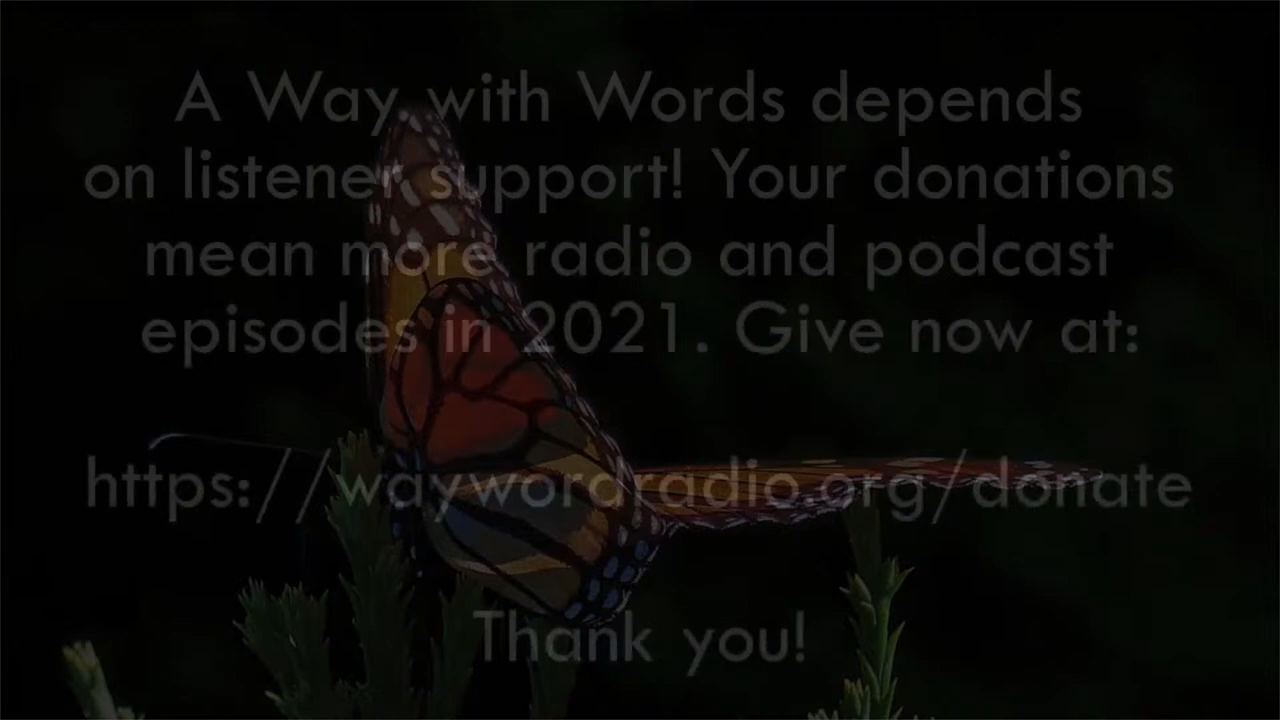 A Way with Words depends
on listener support! Your donations
mean more radio and podcast
episodes in 2021. Give now at:
https://waywordradio.org/donate
Thank you!